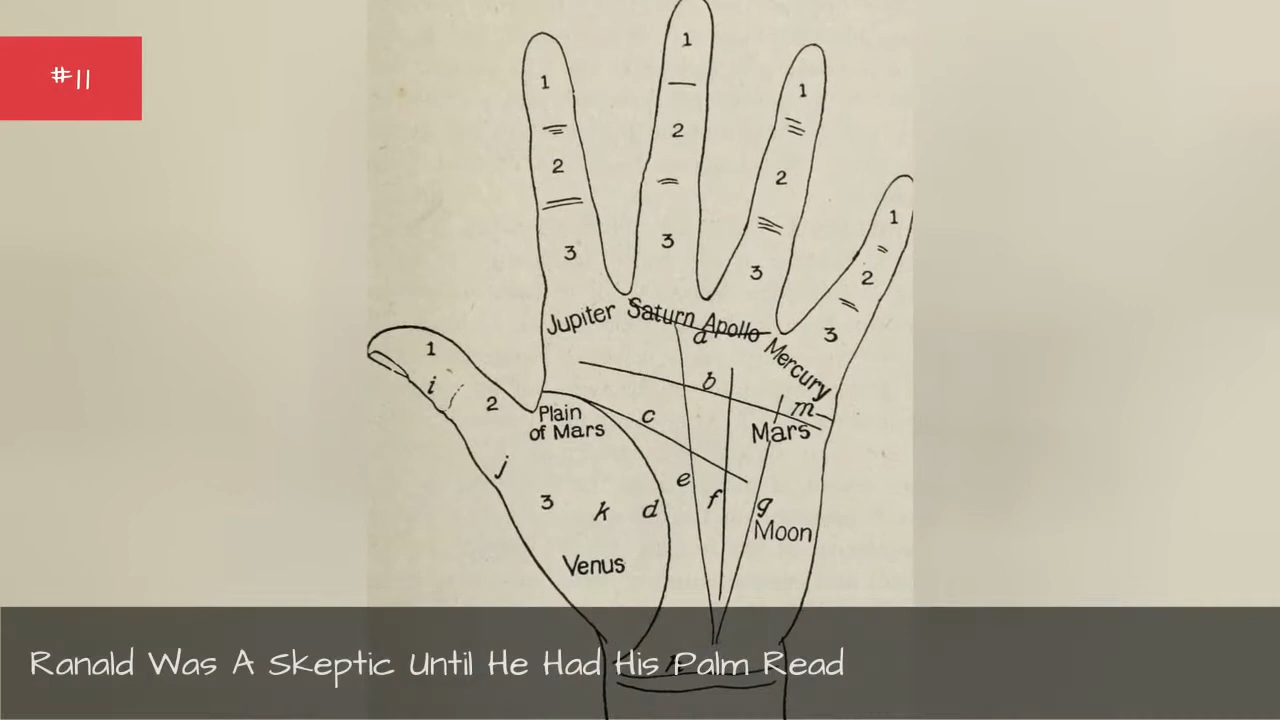 #11
1
1
1
1
2
2
2
2
3
3
3
3
Jupiter Saturn Apollo Mercury
a
b
m
1
i
2
Plain
of Mars
c
Mars
j
3
k
d
e
f
g
Moon
Venus
Ranald Was A Skeptic Until He Had His Palm Read